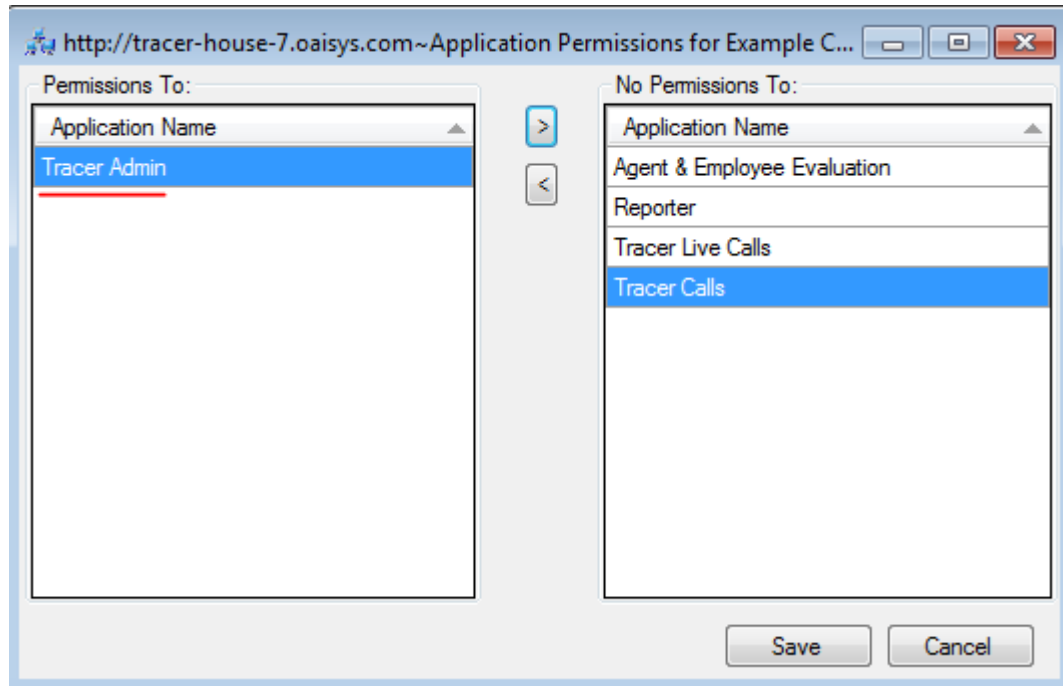 http://tracer-house-7.oaisys.com~Application Permissions for Example C...
Permissions To:
Application Name
Tracer Admin
>
<
No Permissions To:
Application Name
Agent & Employee Evaluation
Reporter
Tracer Live Calls
Tracer Calls
Save
Cancel